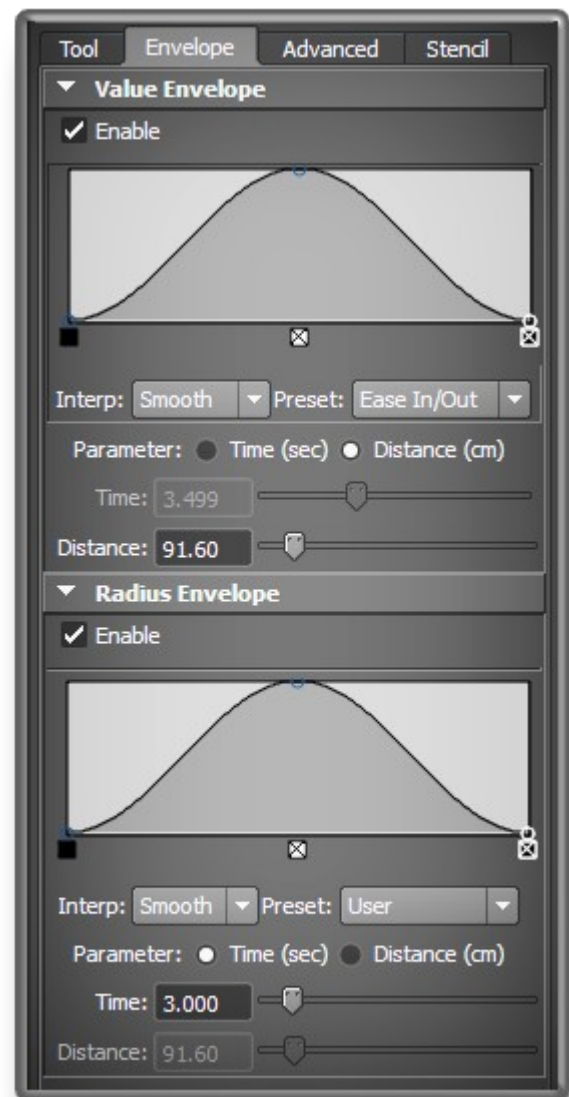 Tool Envelope Advanced Stencil
Value Envelope
Enable
Interp: Smooth Preset: Ease In/Out
Parameter: Time (sec) Distance (cm)
Time: 3.499
Distance: 91.60
Radius Envelope
Enable
Interp: Smooth Preset: User
Parameter: Time (sec) Distance (cm)
Time: 3.000
Distance: 91.60